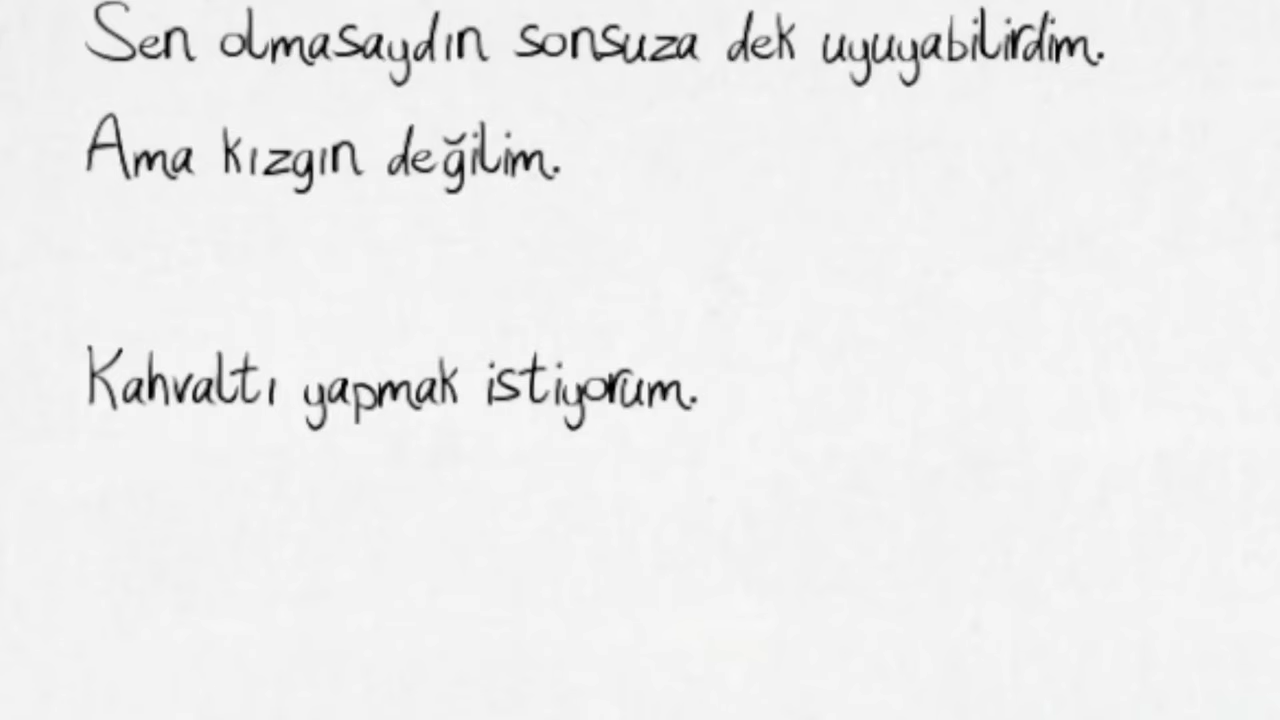 Sen olmasaydın sonsuza dek uyuyabilirdim.
Ama kızgın değilim.
Kahvaltı yapmak istiyorum.